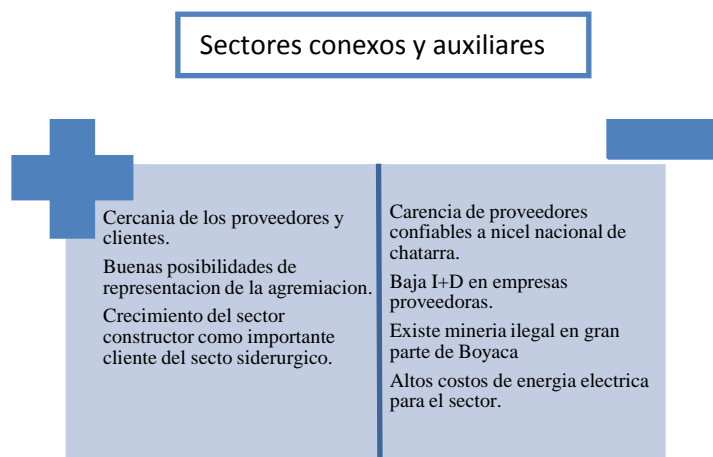 Sectores conexos y auxiliares
Cercania de los proveedores y
clientes.
Buenas posibilidades de
representacion de la agremiacion.
Crecimiento del sector
constructor como importante
cliente del secto siderurgico.
Carencia de proveedores
confiables a nicel nacional de
chatarra.
Baja I+D en empresas
proveedoras.
Existe mineria ilegal en gran
parte de Boyaca
Altos costos de energia electrica
para el sector.